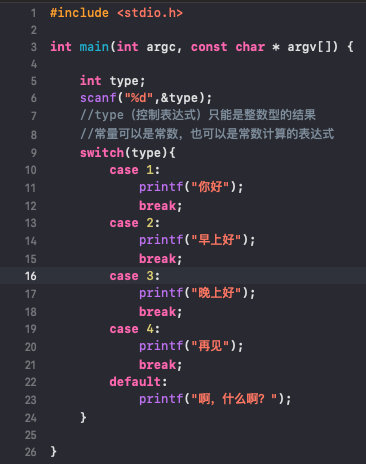 1 #include <stdio.h>
2
3 int main(int argc, const char * argv[]) {
4
5     int type;
6     scanf("%d",&type);
7     //type（控制表达式）只能是整数型的结果
8     //常量可以是常数，也可以是常数计算的表达式
9     switch(type){
10         case 1:
11             printf("你好");
12             break;
13         case 2:
14             printf("早上好");
15             break;
16         case 3:
17             printf("晚上好");
18             break;
19         case 4:
20             printf("再见");
21             break;
22         default:
23             printf("啊，什么啊？");
24     }
25
26 }